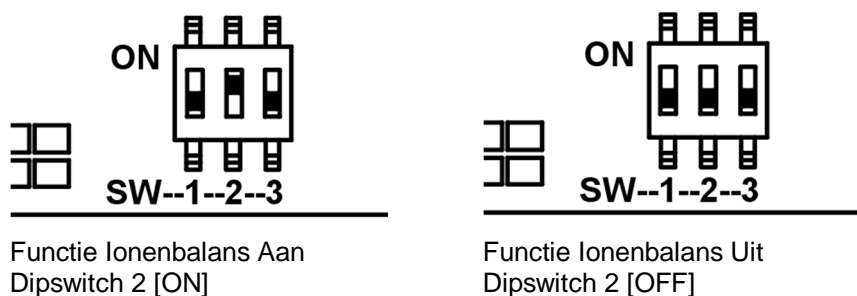 ON
SW--1--2--3
Functie Ionenbalans Aan
Dipswitch 2 [ON]
ON
SW--1--2--3
Functie Ionenbalans Uit
Dipswitch 2 [OFF]